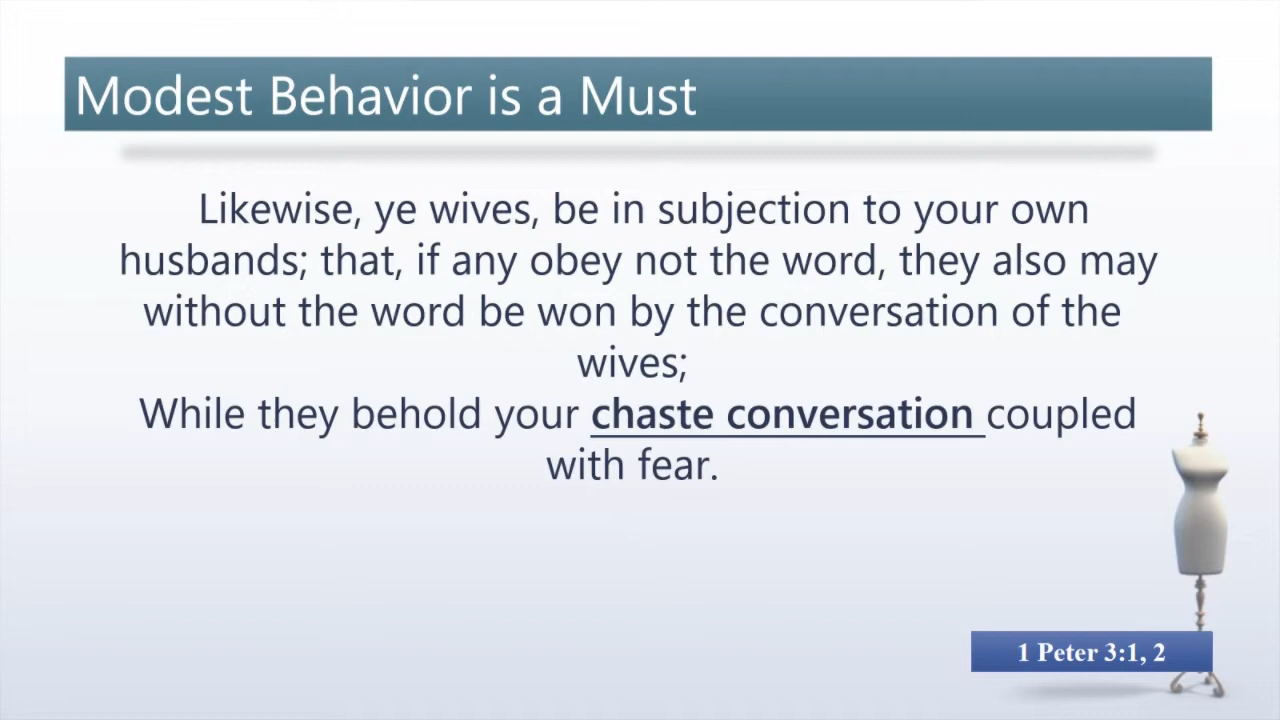 Modest Behavior is a Must
Likewise, ye wives, be in subjection to your own
husbands; that, if any obey not the word, they also may
without the word be won by the conversation of the
wives;
While they behold your chaste conversation coupled
with fear.
1 Peter 3:1, 2